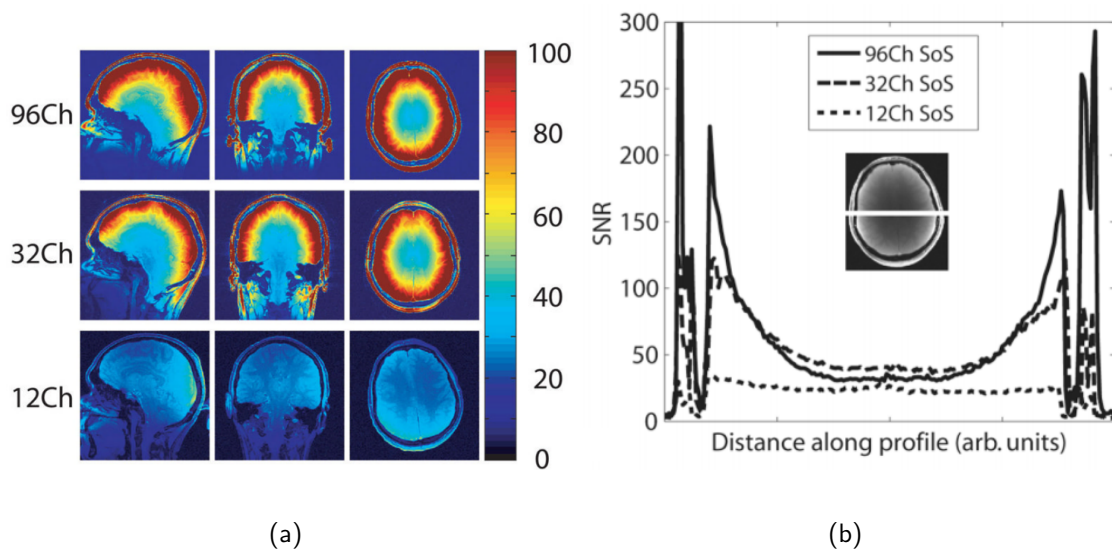 96Ch
32Ch
12Ch
100
80
60
40
20
0
(a)
300
250
200
150
100
50
0
SNR
96Ch SoS
32Ch SoS
12Ch SoS
Distance along profile (arb. units)
(b)